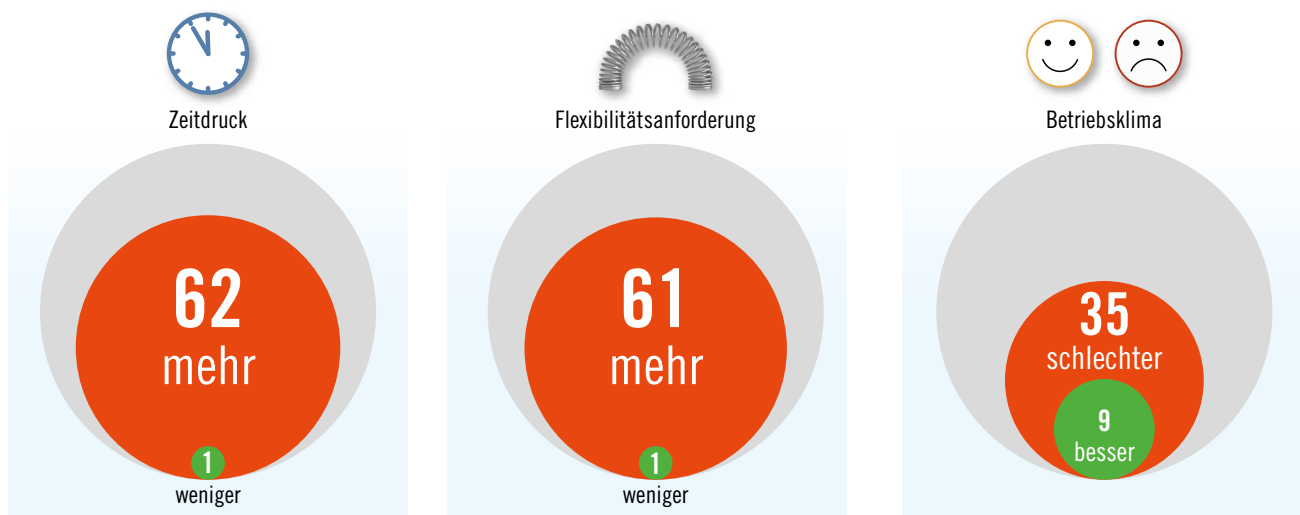 Zeitdruck
62
mehr
1
weniger
Flexibilitätsanforderung
61
mehr
1
weniger
Betriebsklima
35
schlechter
9
besser